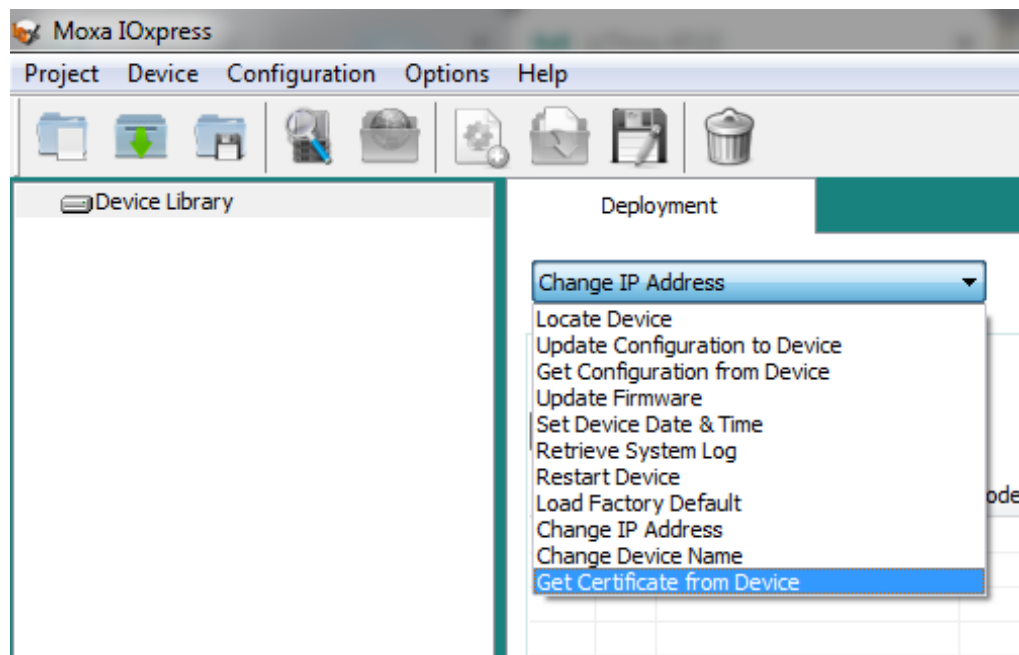 Moxa IOxpress
Project Device Configuration Options Help
Device Library
Deployment
Change IP Address
Locate Device
Update Configuration to Device
Get Configuration from Device
Update Firmware
Set Device Date & Time
Retrieve System Log
Restart Device
Load Factory Default
Change IP Address
Change Device Name
Get Certificate from Device